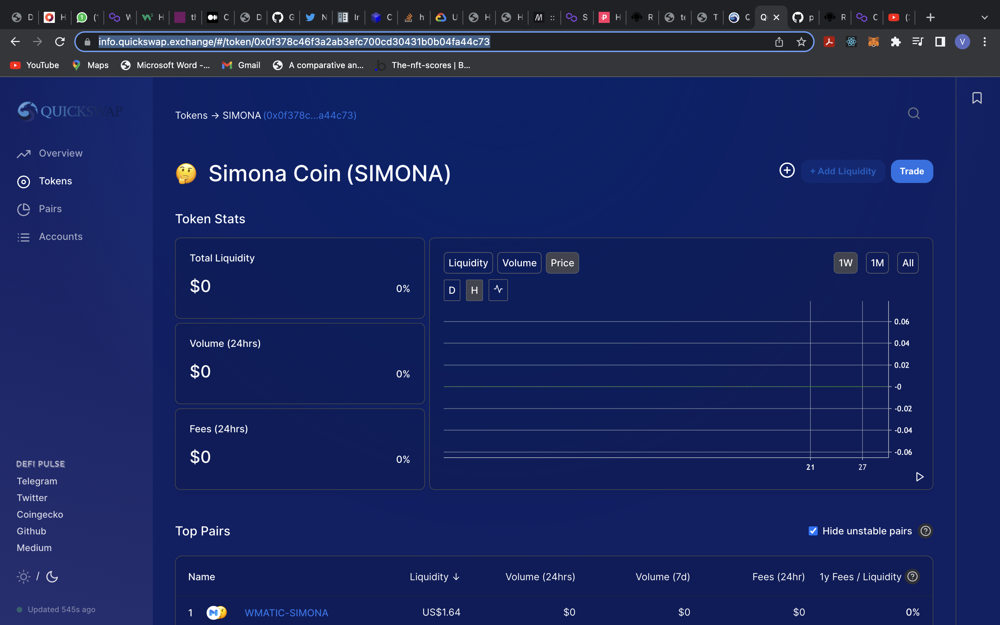 D H (1 W H tl C D G N Ir C h U H H :: S H R te T Q Q p R C (
info.quickswap.exchange/#/token/0x0f378c46f3a2ab3efc700cd30431b0b04fa44c73
V
YouTube Maps Microsoft Word -... Gmail A comparative an... The-nft-scores | B...
QUICKSWAP
Tokens → SIMONA (0x0f378c...a44c73)
Overview
Tokens
Pairs
Accounts
Simona Coin (SIMONA)
+ Add Liquidity Trade
Token Stats
Total Liquidity
$0 0%
Volume (24hrs)
$0 0%
Fees (24hrs)
$0 0%
Liquidity Volume Price 1W 1M All
D H
0.06
0.04
0.02
-0
-0.02
-0.04
-0.06
21 27
DEFI PULSE
Telegram
Twitter
Coingecko
Github
Medium
/
Updated 545s ago
Top Pairs Hide unstable pairs ?
Name Liquidity ↓ Volume (24hrs) Volume (7d) Fees (24hr) 1y Fees / Liquidity ?
1 WMATIC-SIMONA US$1.64 $0 $0 $0 0%